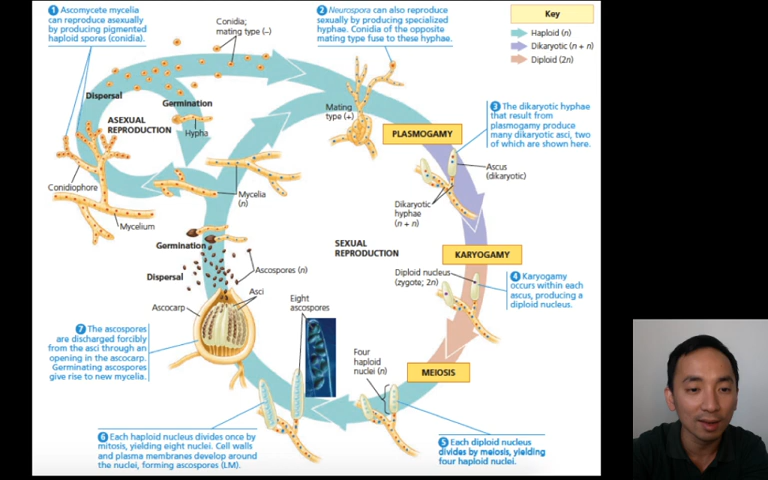 1 Ascomycete mycelia
can reproduce asexually
by producing pigmented
haploid spores (conidia).
Conidia;
mating type (–)
2 Neurospora can also reproduce
sexually by producing specialized
hyphae. Conidia of the opposite
mating type fuse to these hyphae.
Key
Haploid (n)
Dikaryotic (n + n)
Diploid (2n)
Dispersal
Germination
ASEXUAL
REPRODUCTION
Hypha
Mating
type (+)
PLASMOGAMY
3 The dikaryotic hyphae
that result from
plasmogamy produce
many dikaryotic asci, two
of which are shown here.
Ascus
(dikaryotic)
Conidiophore
Mycelia
(n)
Dikaryotic
hyphae
(n + n)
Mycelium
Germination
SEXUAL
REPRODUCTION
KARYOGAMY
Dispersal
Ascospores (n)
Diploid nucleus
(zygote; 2n)
4 Karyogamy
occurs within each
ascus, producing a
diploid nucleus.
Asci
Eight
ascospores
Ascocarp
7 The ascospores
are discharged forcibly
from the asci through an
opening in the ascocarp.
Germinating ascospores
give rise to new mycelia.
Four
haploid
nuclei (n)
MEIOSIS
6 Each haploid nucleus divides once by
mitosis, yielding eight nuclei. Cell walls
and plasma membranes develop around
the nuclei, forming ascospores (LM).
5 Each diploid nucleus
divides by meiosis, yielding
four haploid nuclei.